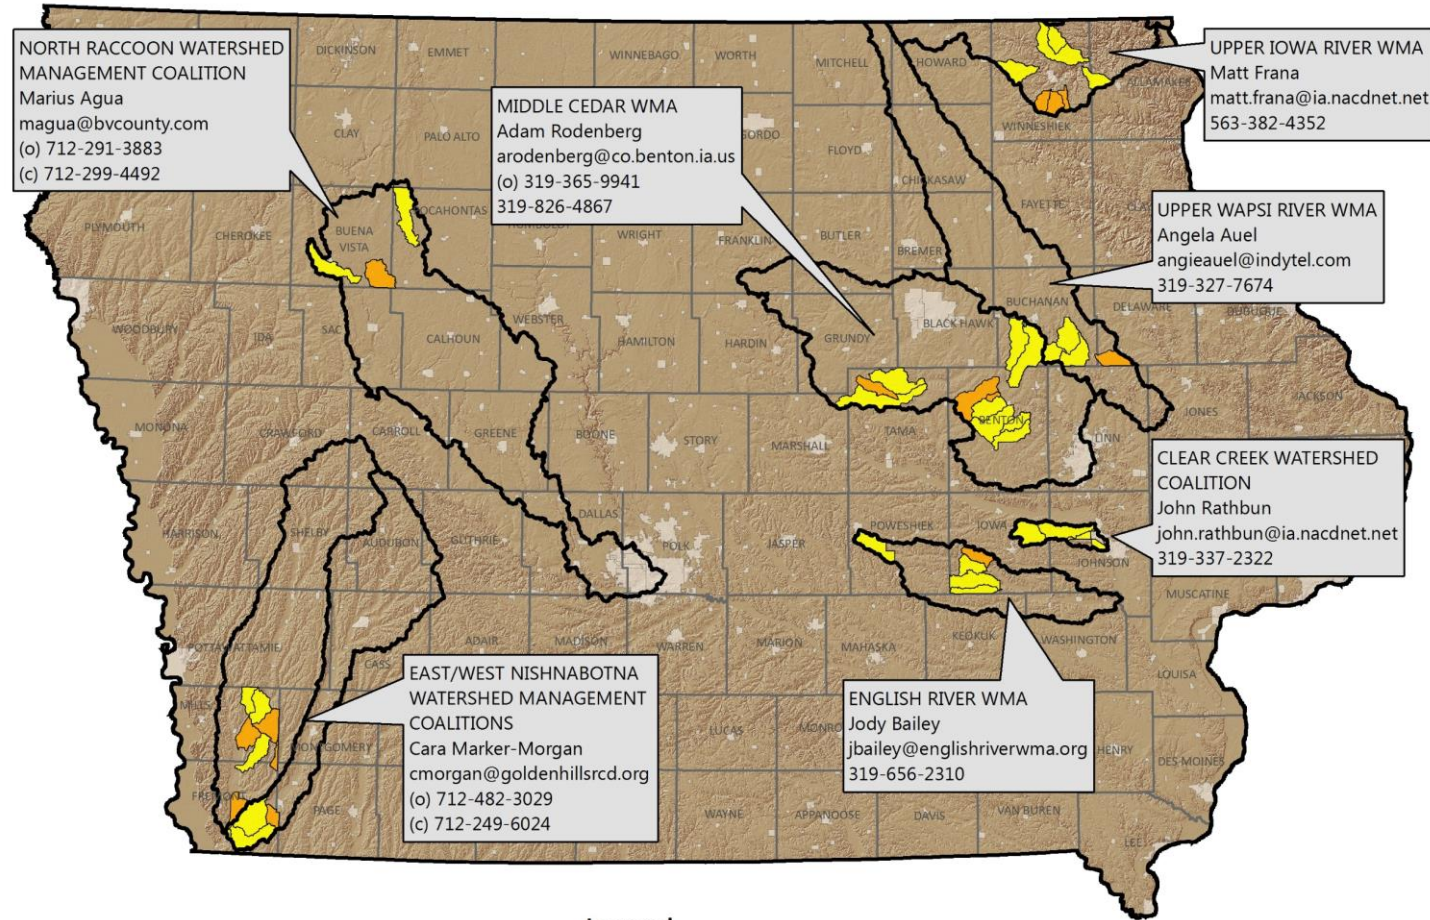 NORTH RACCOON WATERSHED
MANAGEMENT COALITION
Marius Agua
magua@bvcounty.com
(o) 712-291-3883
(c) 712-299-4492
MIDDLE CEDAR WMA
Adam Rodenberg
arodenberg@co.benton.ia.us
(o) 319-365-9941
319-826-4867
UPPER IOWA RIVER WMA
Matt Frana
matt.frana@ia.nacdnet.net
563-382-4352
UPPER WAPSI RIVER WMA
Angela Auel
angieauel@indytel.com
319-327-7674
CLEAR CREEK WATERSHED
COALITION
John Rathbun
john.rathbun@ia.nacdnet.net
319-337-2322
EAST/WEST NISHNABOTNA
WATERSHED MANAGEMENT
COALITIONS
Cara Marker-Morgan
cmorgan@goldenhillsrcd.org
(o) 712-482-3029
(c) 712-249-6024
ENGLISH RIVER WMA
Jody Bailey
jbailey@englishriverwma.org
319-656-2310
DICKINSON
EMMET
WINNEBAGO
WORTH
MITCHELL
HOWARD
WINNESHIEK
ALLAMAKEE
CLAY
PALO ALTO
FLOYD
CHICKASAW
PLYMOUTH
CHEROKEE
BUENA
VISTA
WRIGHT
FRANKLIN
BUTLER
BREMER
FAYETTE
WOODBURY
IDA
SAC
CALHOUN
WEBSTER
HAMILTON
HARDIN
GRUNDY
BLACK HAWK
BUCHANAN
DELAWARE
DUBUQUE
MONONA
CRAWFORD
CARROLL
GREENE
BOONE
STORY
MARSHALL
TAMA
BENTON
LINN
JONES
JACKSON
HARRISON
SHELBY
AUDUBON
GUTHRIE
DALLAS
POLK
JASPER
POWESHIEK
IOWA
JOHNSON
MUSCATINE
POTTAWATTAMIE
CASS
ADAIR
MADISON
WARREN
MARION
MAHASKA
KEOKUK
WASHINGTON
LOUISA
MILLS
MONTGOMERY
LUCAS
HENRY
DES MOINES
FREMONT
PAGE
WAYNE
APPANOOSE
DAVIS
VAN BUREN
LEE